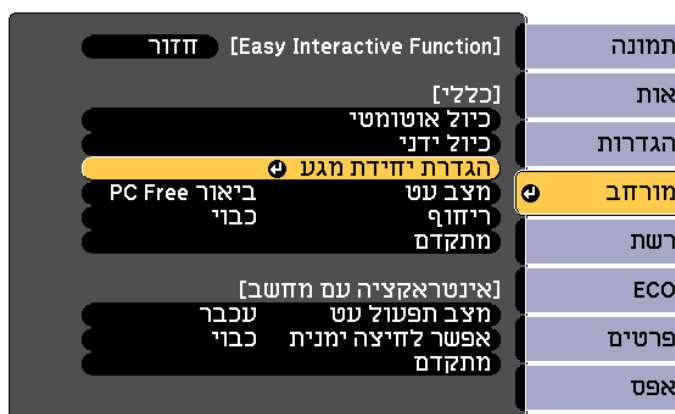 [Easy Interactive Function] חזור
[כללי]
כיול אוטומטי
כיול ידני
הגדרת יחידת מגע
מצב עט ביאור PC Free
ריחוף כבוי
מתקדם
[אינטראקציה עם מחשב]
מצב תפעול עט עכבר
אפשר לחיצה ימנית כבוי
מתקדם
תמונה
אות
הגדרות
מורחב
רשת
ECO
פרטים
אפס